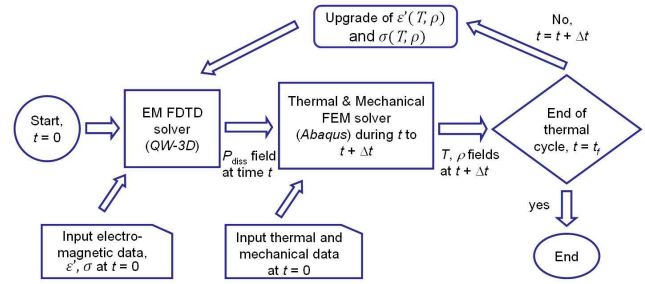 Upgrade of ε′(T, ρ)
and σ(T, ρ)
No,
t = t + Δt
Start,
t = 0
EM FDTD
solver
(QW-3D)
P_diss field
at time t
Thermal & Mechanical
FEM solver
(Abaqus) during t to
t + Δt
T, ρ fields
at t + Δt
End of
thermal
cycle, t = t_f
yes
Input electro-
magnetic data,
ε′, σ at t = 0
Input thermal and
mechanical data
at t = 0
End